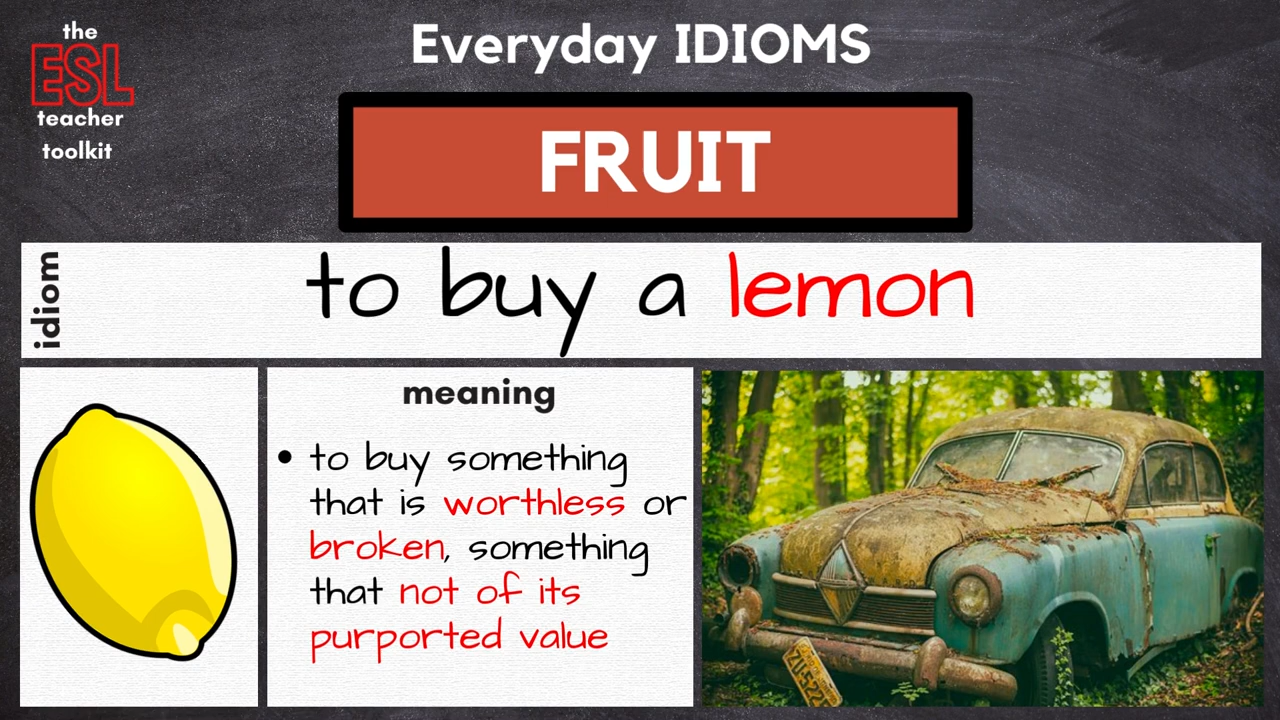 the
ESL
teacher
toolkit
Everyday IDIOMS
FRUIT
idiom
to buy a lemon
meaning
• to buy something
that is worthless or
broken, something
that not of its
purported value